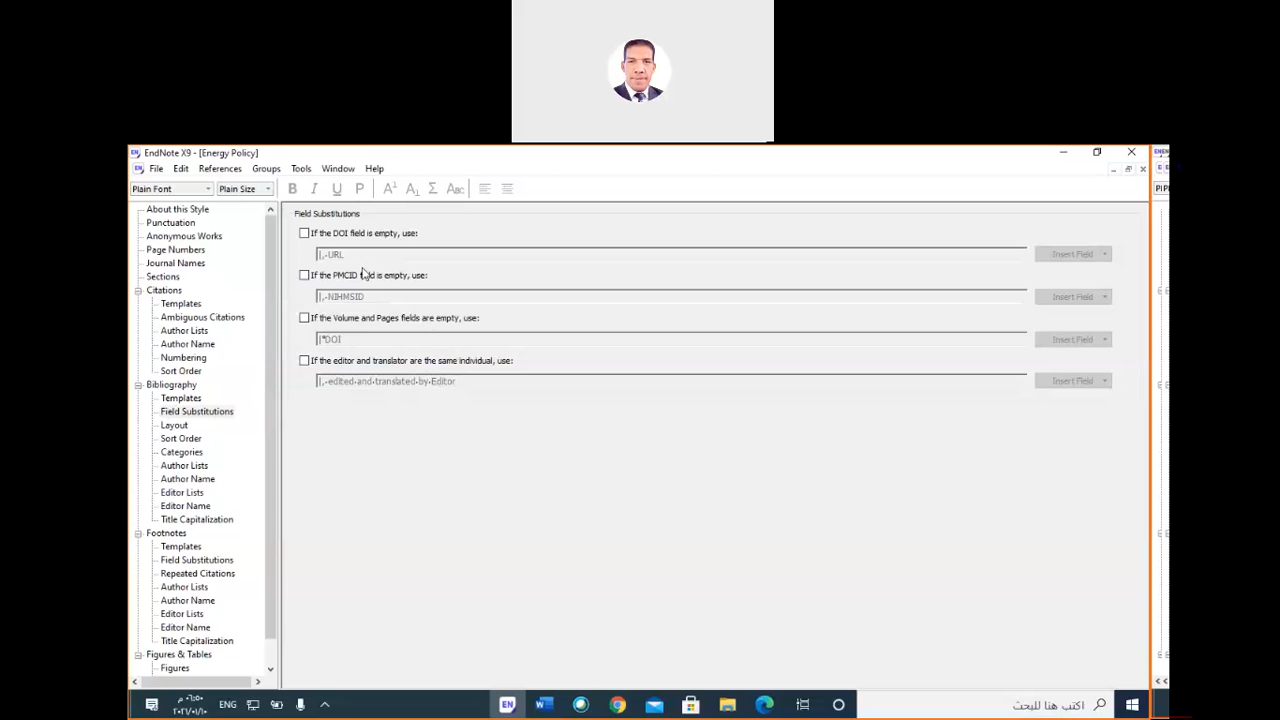 EndNote X9 - [Energy Policy]
File Edit References Groups Tools Window Help
Plain Font Plain Size B I U P A¹ A₁ Σ Abc
About this Style
Punctuation
Anonymous Works
Page Numbers
Journal Names
Sections
Citations
Templates
Ambiguous Citations
Author Lists
Author Name
Numbering
Sort Order
Bibliography
Templates
Field Substitutions
Layout
Sort Order
Categories
Author Lists
Author Name
Editor Lists
Editor Name
Title Capitalization
Footnotes
Templates
Field Substitutions
Repeated Citations
Author Lists
Author Name
Editor Lists
Editor Name
Title Capitalization
Figures & Tables
Figures
Field Substitutions
If the DOI field is empty, use:
|,·URL Insert Field
If the PMCID field is empty, use:
|,·NIHMSID Insert Field
If the Volume and Pages fields are empty, use:
|*DOI Insert Field
If the editor and translator are the same individual, use:
|,·edited·and·translated·by·Editor Insert Field
ENG
EN
اكتب هنا للبحث